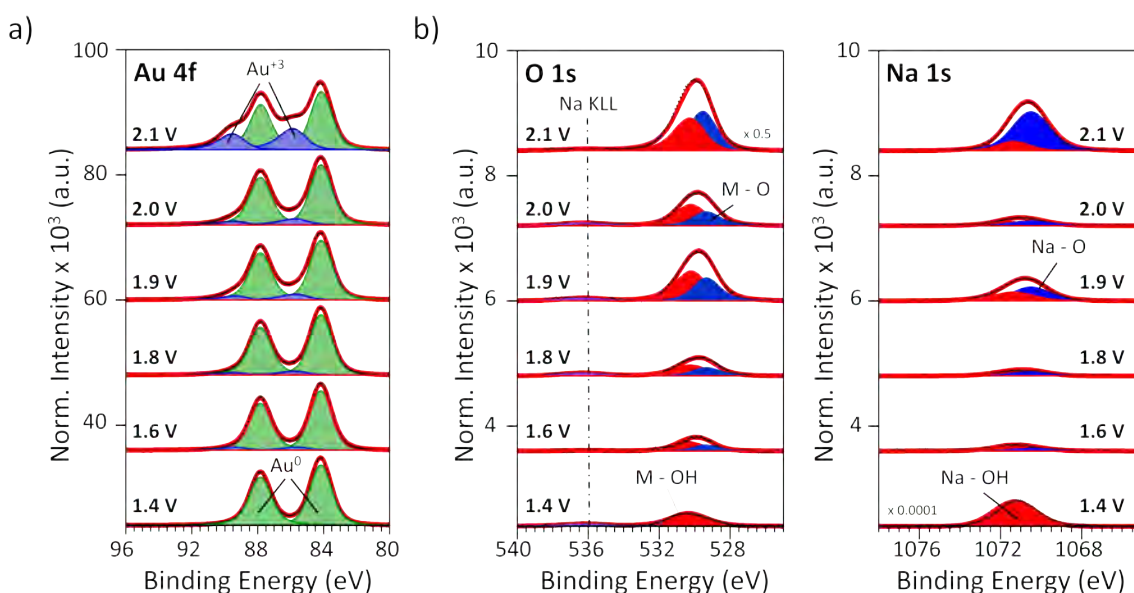 a)
Au 4f
Au+3
2.1 V
2.0 V
1.9 V
1.8 V
1.6 V
Au0
1.4 V
100
80
60
40
Norm. Intensity x 10³ (a.u.)
96 92 88 84 80
Binding Energy (eV)
b)
O 1s
Na KLL
2.1 V
x 0.5
M - O
2.0 V
1.9 V
1.8 V
1.6 V
M - OH
1.4 V
10
8
6
4
Norm. Intensity x 10³ (a.u.)
540 536 530 525
Binding Energy (eV)
Na 1s
2.1 V
2.0 V
Na - O
1.9 V
1.8 V
1.6 V
Na - OH
x 0.0001
1.4 V
10
8
6
4
Norm. Intensity x 10³ (a.u.)
1076 1072 1068
Binding Energy (eV)